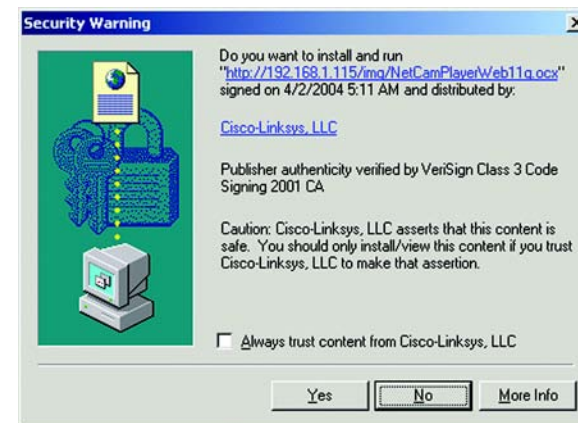 Security Warning
Do you want to install and run
"http://192.168.1.115/img/NetCamPlayerWeb11g.ocx"
signed on 4/2/2004 5:11 AM and distributed by:
Cisco-Linksys, LLC
Publisher authenticity verified by VeriSign Class 3 Code
Signing 2001 CA
Caution: Cisco-Linksys, LLC asserts that this content is
safe. You should only install/view this content if you trust
Cisco-Linksys, LLC to make that assertion.
Always trust content from Cisco-Linksys, LLC
Yes No More Info